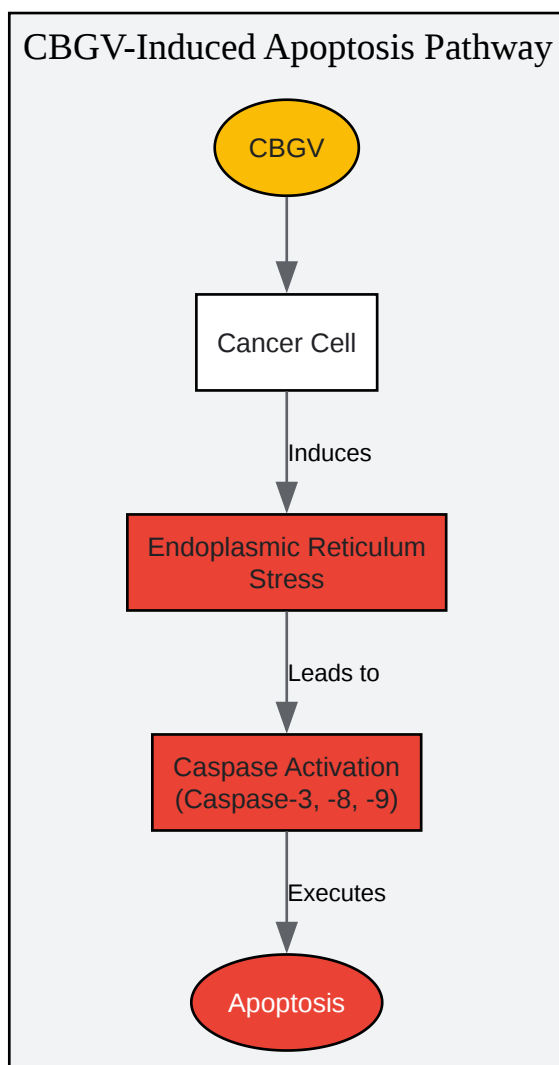 CBGV-Induced Apoptosis Pathway
CBGV
Cancer Cell
Induces
Endoplasmic Reticulum
Stress
Leads to
Caspase Activation
(Caspase-3, -8, -9)
Executes
Apoptosis